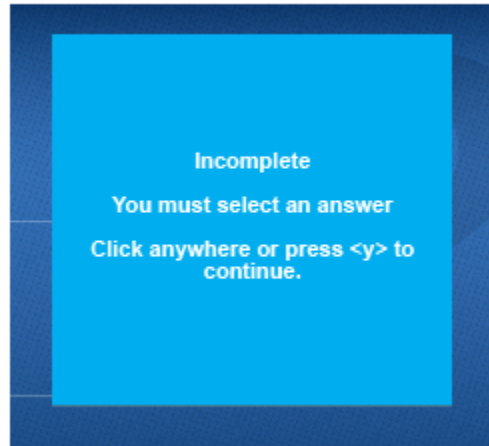 Incomplete
You must select an answer
Click anywhere or press <y> to
continue.